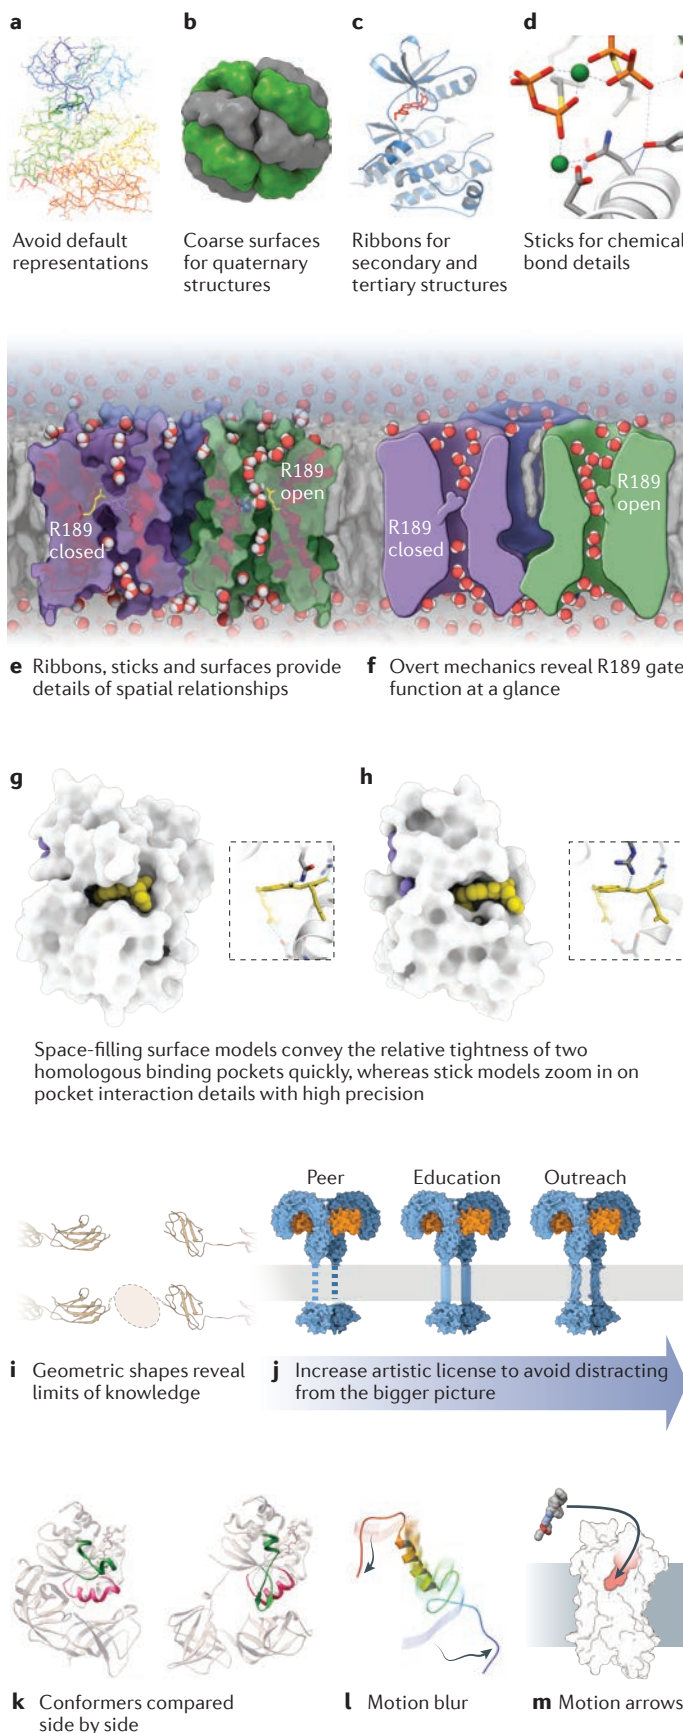 a
b
c
d
Avoid default
representations
Coarse surfaces
for quaternary
structures
Ribbons for
secondary and
tertiary structures
Sticks for chemical
bond details
R189
closed
R189
open
R189
closed
R189
open
e Ribbons, sticks and surfaces provide
details of spatial relationships
f Overt mechanics reveal R189 gate
function at a glance
g
h
Space-filling surface models convey the relative tightness of two
homologous binding pockets quickly, whereas stick models zoom in on
pocket interaction details with high precision
Peer
Education
Outreach
i Geometric shapes reveal
limits of knowledge
j Increase artistic license to avoid distracting
from the bigger picture
k Conformers compared
side by side
l Motion blur
m Motion arrows